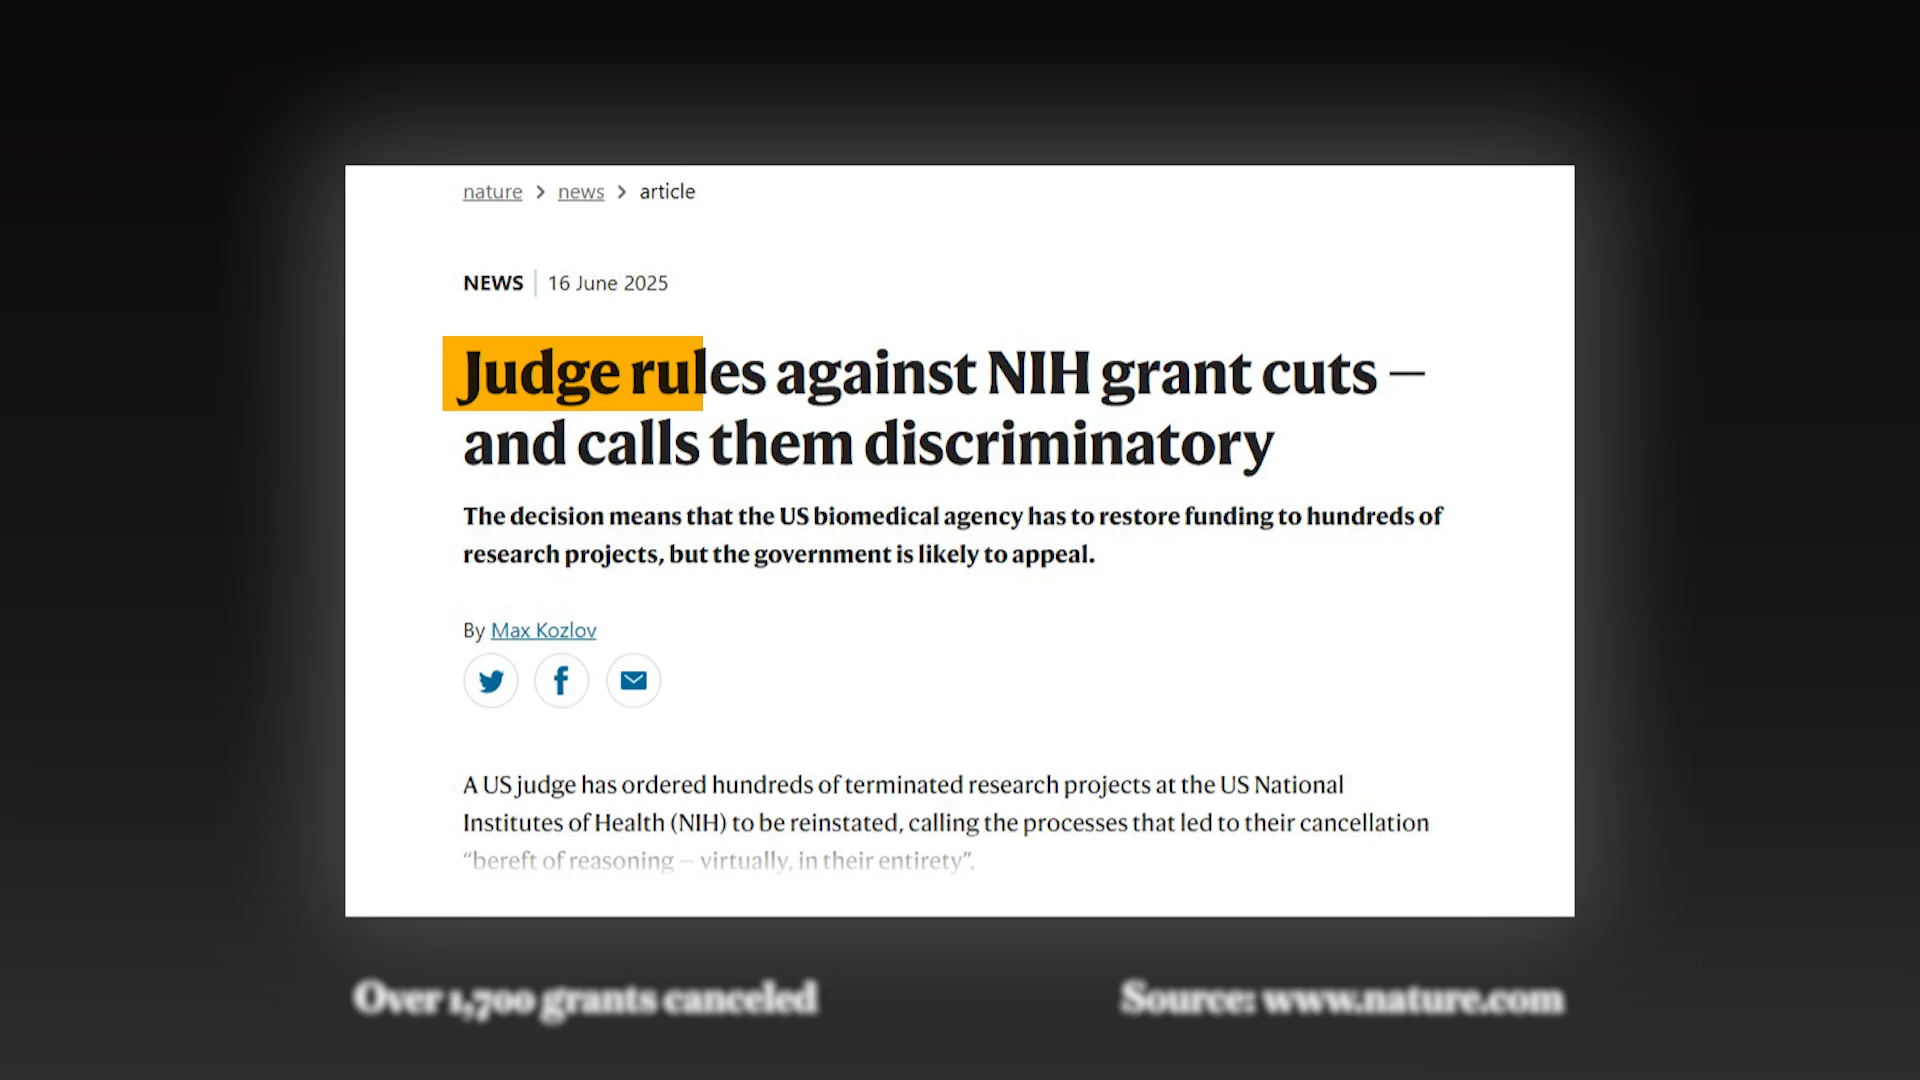 nature > news > article
NEWS | 16 June 2025
Judge rules against NIH grant cuts —
and calls them discriminatory
The decision means that the US biomedical agency has to restore funding to hundreds of
research projects, but the government is likely to appeal.
By Max Kozlov
A US judge has ordered hundreds of terminated research projects at the US National
Institutes of Health (NIH) to be reinstated, calling the processes that led to their cancellation
“bereft of reasoning — virtually, in their entirety”.
Over 1,700 grants canceled
Source: www.nature.com